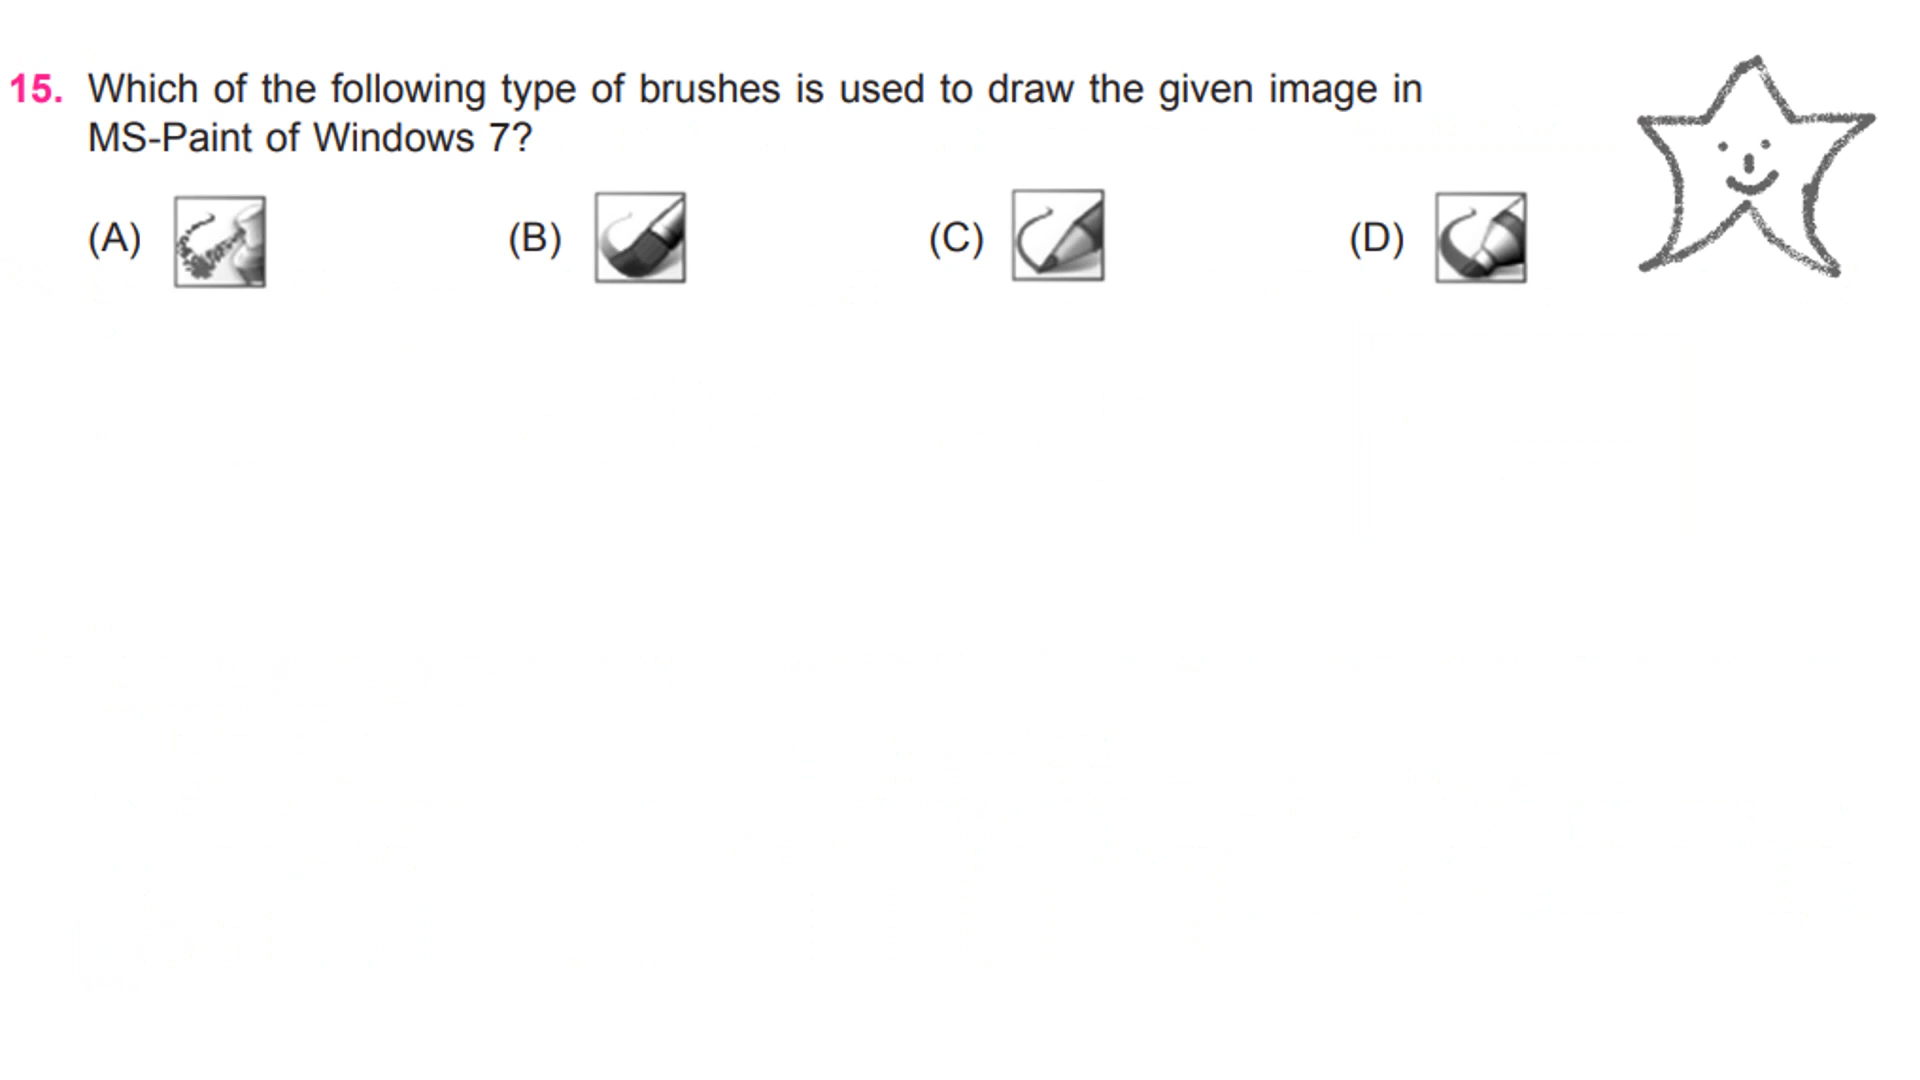 15. Which of the following type of brushes is used to draw the given image in
MS-Paint of Windows 7?
(A) (B) (C) (D)